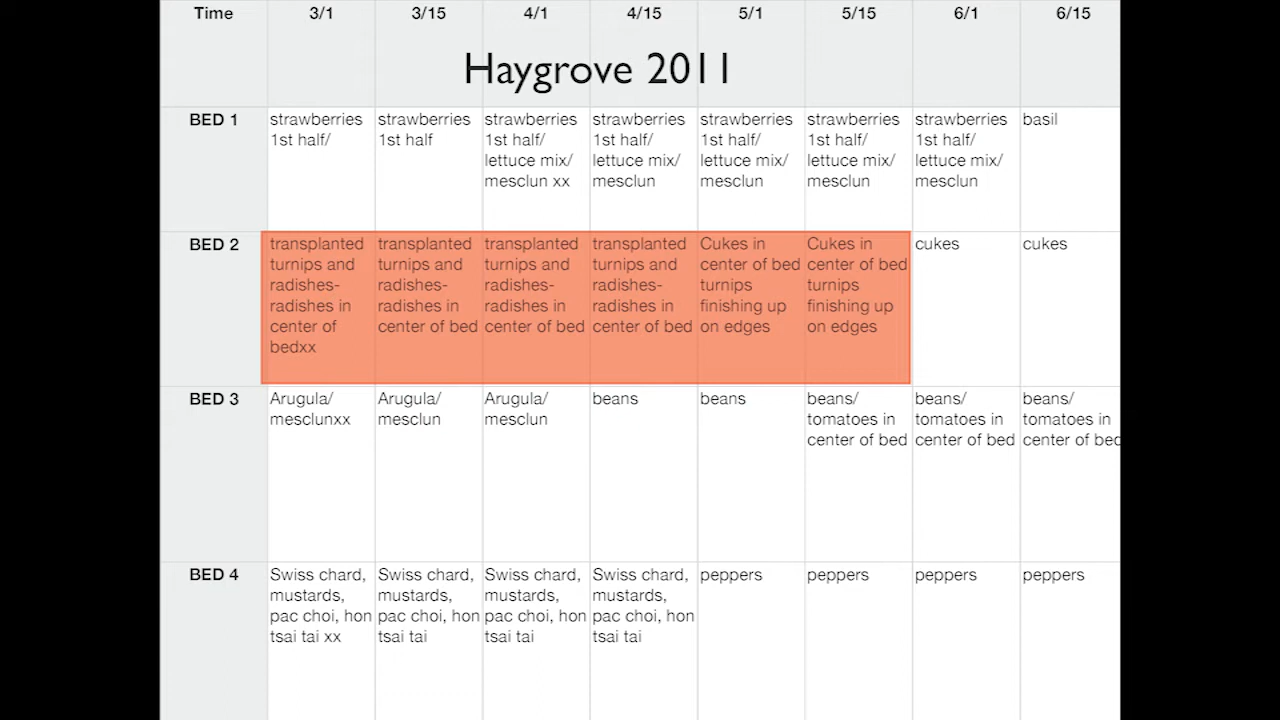 Time 3/1 3/15 4/1 4/15 5/1 5/15 6/1 6/15
Haygrove 2011
BED 1 strawberries strawberries strawberries strawberries strawberries strawberries strawberries basil
1st half/ 1st half 1st half/ 1st half/ 1st half/ 1st half/ 1st half/
lettuce mix/ lettuce mix/ lettuce mix/ lettuce mix/ lettuce mix/
mesclun xx mesclun mesclun mesclun mesclun
BED 2 transplanted transplanted transplanted transplanted Cukes in Cukes in cukes cukes
turnips and turnips and turnips and turnips and center of bed center of bed
radishes- radishes- radishes- radishes- turnips turnips
radishes in radishes in radishes in radishes in finishing up finishing up
center of center of bed center of bed center of bed on edges on edges
bedxx
BED 3 Arugula/ Arugula/ Arugula/ beans beans beans/ beans/ beans/
mesclunxx mesclun mesclun tomatoes in tomatoes in tomatoes in
center of bed center of bed center of bed
BED 4 Swiss chard, Swiss chard, Swiss chard, Swiss chard, peppers peppers peppers peppers
mustards, mustards, mustards, mustards,
pac choi, hon pac choi, hon pac choi, hon pac choi, hon
tsai tai xx tsai tai tsai tai tsai tai